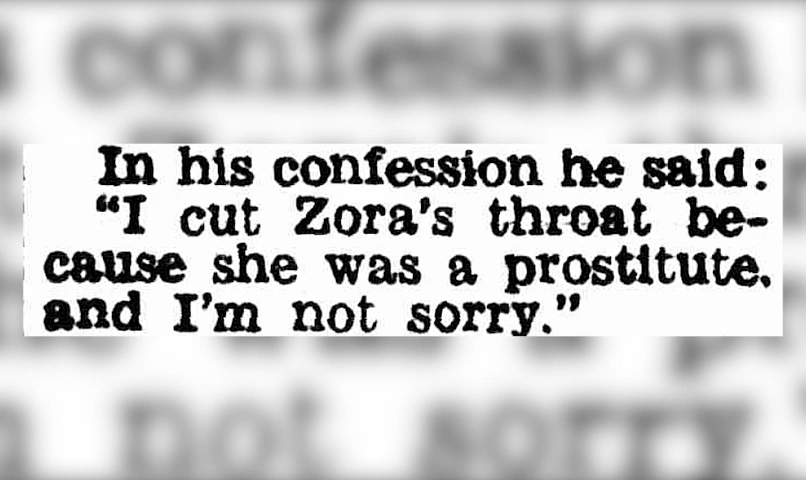 In his confession he said:
“I cut Zora's throat be-
cause she was a prostitute,
and I'm not sorry.”